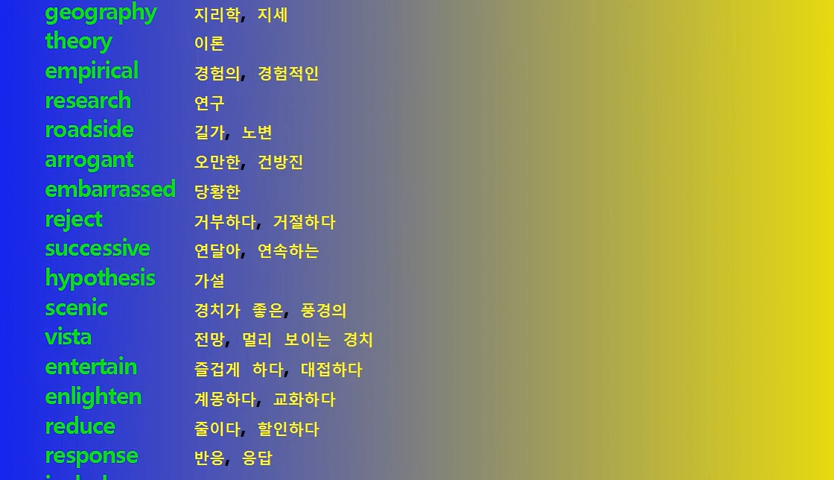 geography 지리학, 지세
theory 이론
empirical 경험의, 경험적인
research 연구
roadside 길가, 노변
arrogant 오만한, 건방진
embarrassed 당황한
reject 거부하다, 거절하다
successive 연달아, 연속하는
hypothesis 가설
scenic 경치가 좋은, 풍경의
vista 전망, 멀리 보이는 경치
entertain 즐겁게 하다, 대접하다
enlighten 계몽하다, 교화하다
reduce 줄이다, 할인하다
response 반응, 응답